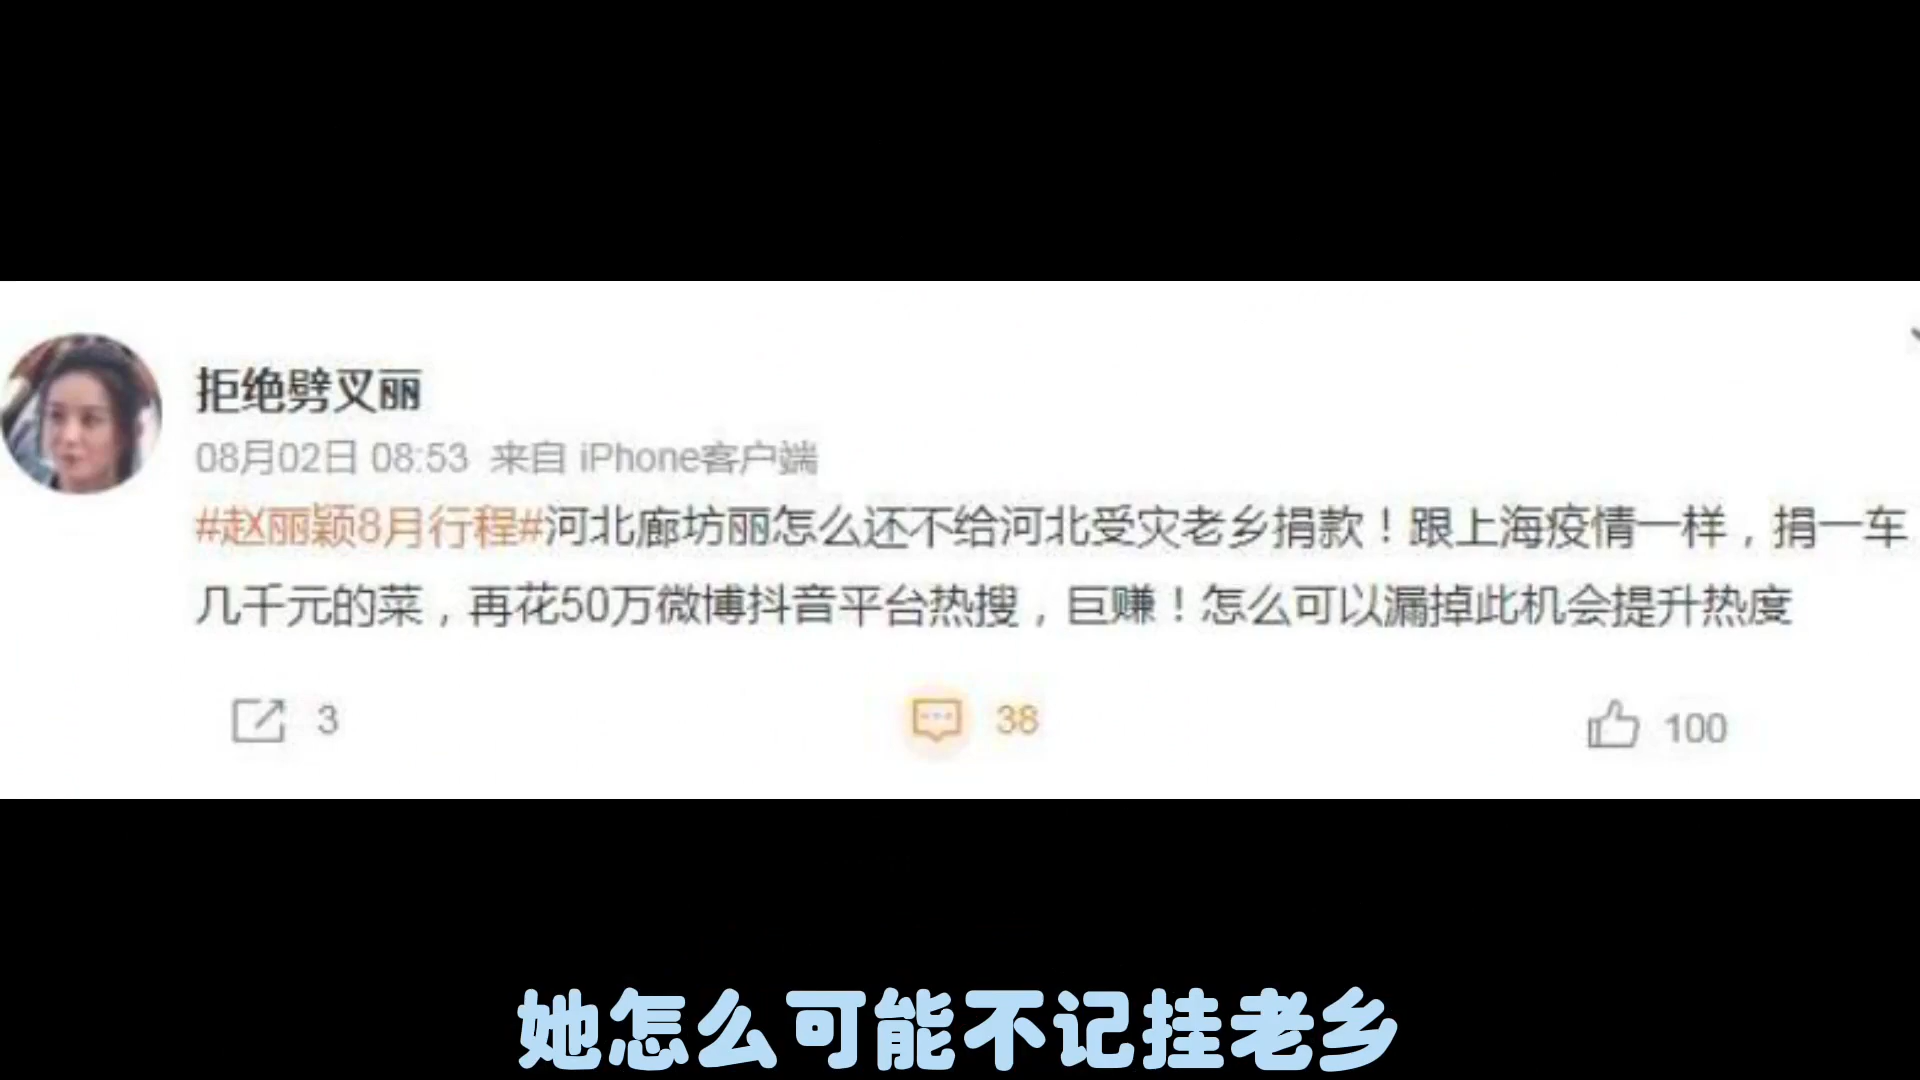 拒绝劈叉丽
08月02日 08:53 来自 iPhone客户端
#赵丽颖8月行程#河北廊坊丽怎么还不给河北受灾老乡捐款！跟上海疫情一样，捐一车
几千元的菜，再花50万微博抖音平台热搜，巨赚！怎么可以漏掉此机会提升热度
3 38 100
她怎么可能不记挂老乡